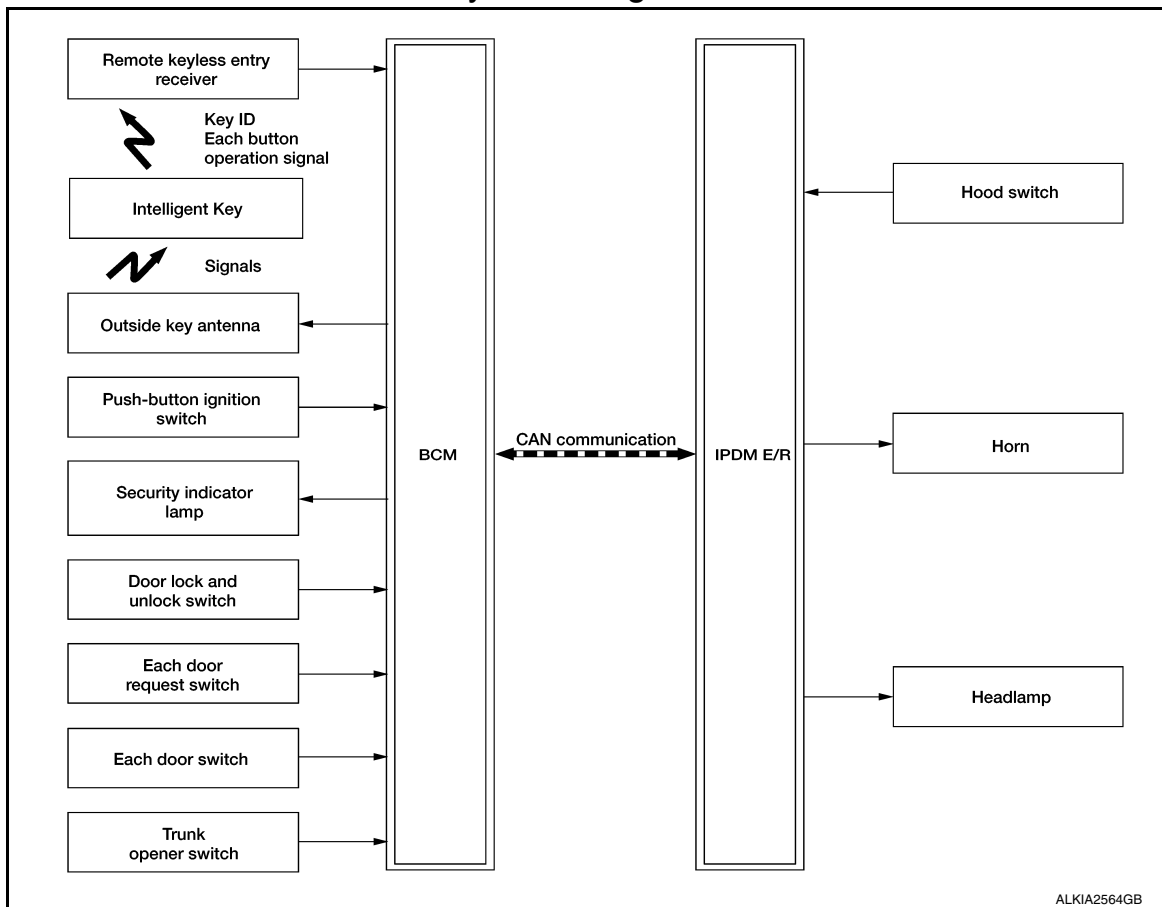 Remote keyless entry
receiver
Key ID
Each button
operation signal
Intelligent Key
Signals
Outside key antenna
Push-button ignition
switch
Security indicator
lamp
Door lock and
unlock switch
Each door
request switch
Each door switch
Trunk
opener switch
BCM
CAN communication
IPDM E/R
Hood switch
Horn
Headlamp
ALKIA2564GB